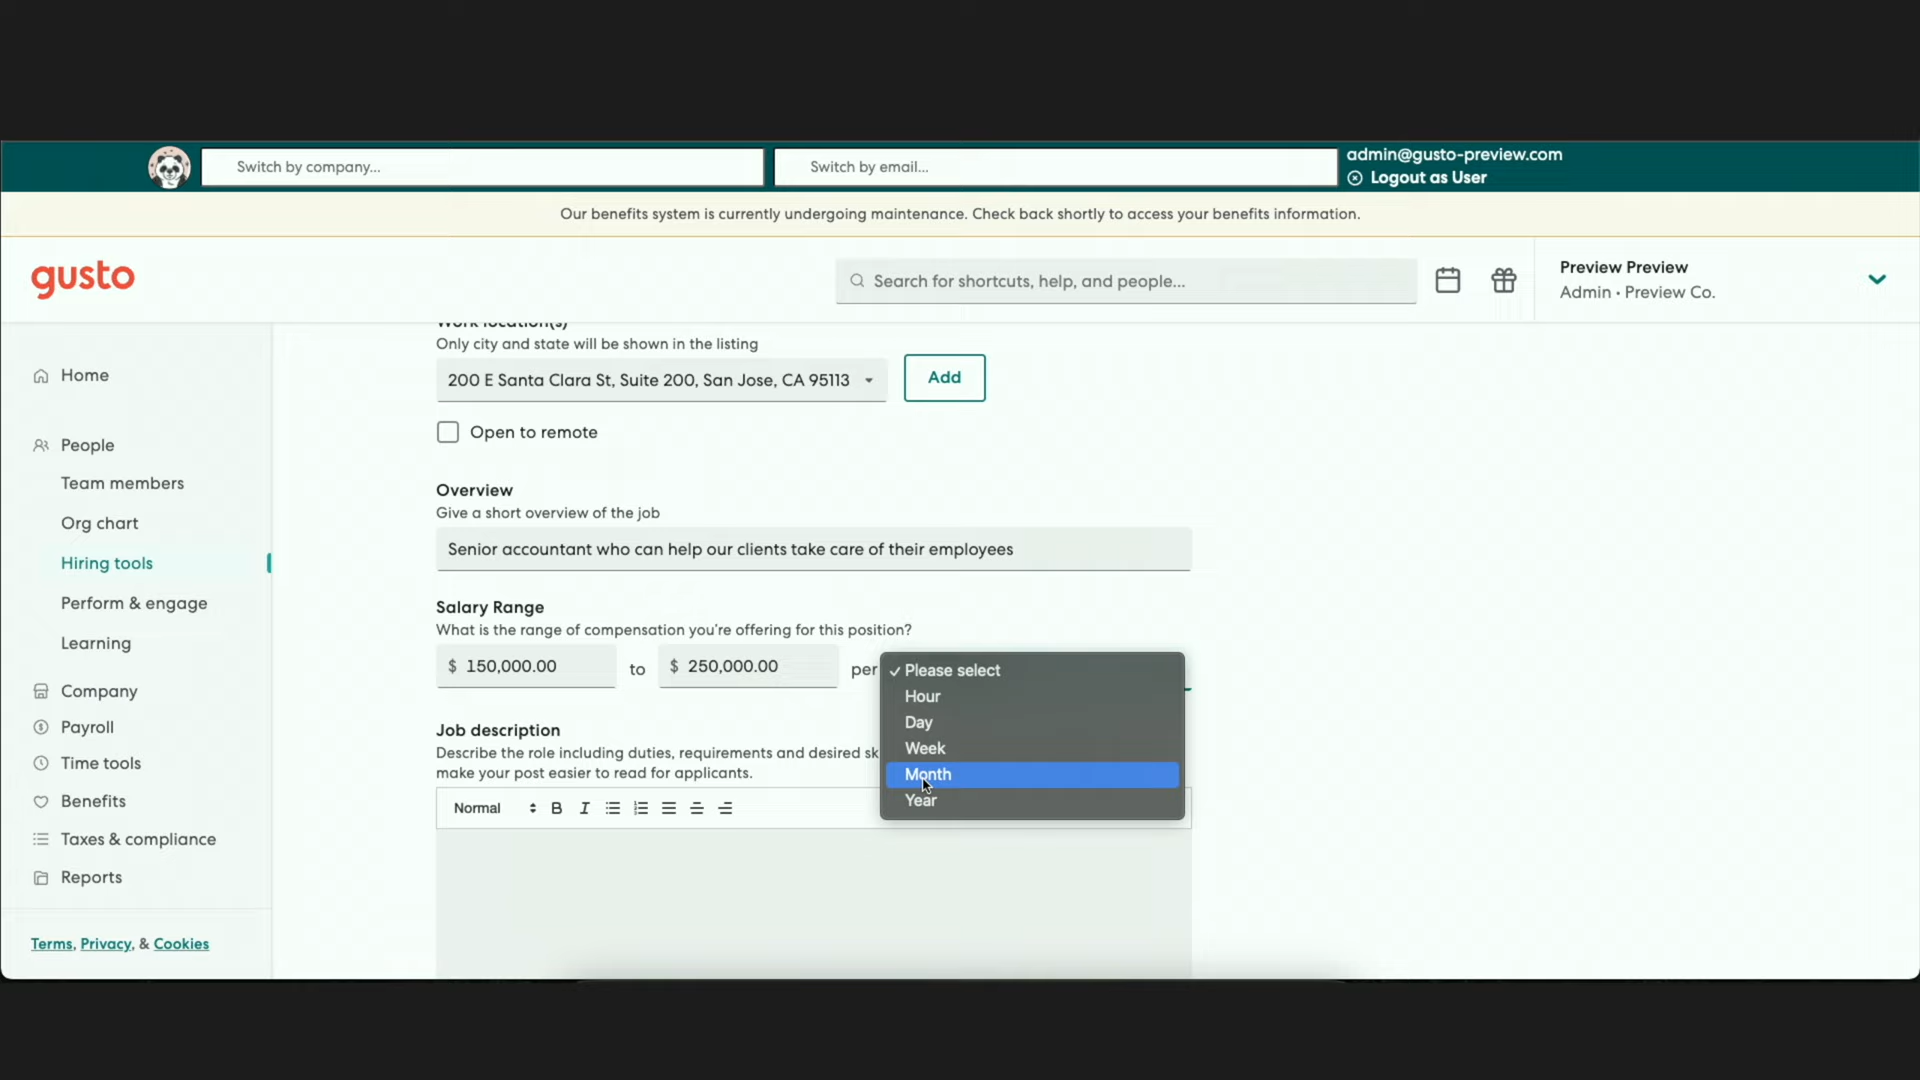 Switch by company...
Switch by email...
admin@gusto-preview.com
Logout as User
Our benefits system is currently undergoing maintenance. Check back shortly to access your benefits information.
gusto
Search for shortcuts, help, and people...
Preview Preview
Admin • Preview Co.
Home
People
Team members
Org chart
Hiring tools
Perform & engage
Learning
Company
Payroll
Time tools
Benefits
Taxes & compliance
Reports
Terms, Privacy, & Cookies
Work location(s)
Only city and state will be shown in the listing
200 E Santa Clara St, Suite 200, San Jose, CA 95113
Add
Open to remote
Overview
Give a short overview of the job
Senior accountant who can help our clients take care of their employees
Salary Range
What is the range of compensation you're offering for this position?
$ 150,000.00 to $ 250,000.00 per
Please select
Hour
Day
Week
Month
Year
Job description
Describe the role including duties, requirements and desired sk
make your post easier to read for applicants.
Normal B I